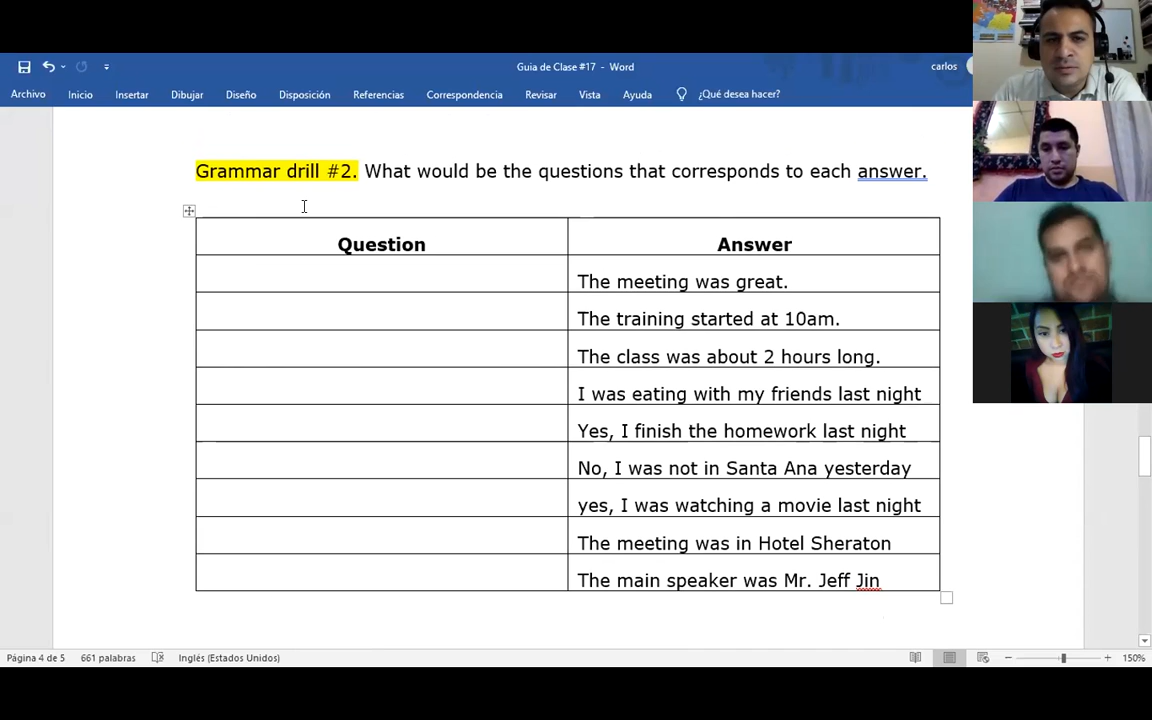 Guia de Clase #17 - Word
carlos
Archivo
Inicio
Insertar
Dibujar
Diseño
Disposición
Referencias
Correspondencia
Revisar
Vista
Ayuda
¿Qué desea hacer?
Grammar drill #2. What would be the questions that corresponds to each answer.
Question
Answer
The meeting was great.
The training started at 10am.
The class was about 2 hours long.
I was eating with my friends last night
Yes, I finish the homework last night
No, I was not in Santa Ana yesterday
yes, I was watching a movie last night
The meeting was in Hotel Sheraton
The main speaker was Mr. Jeff Jin
Página 4 de 5
661 palabras
Inglés (Estados Unidos)
150%